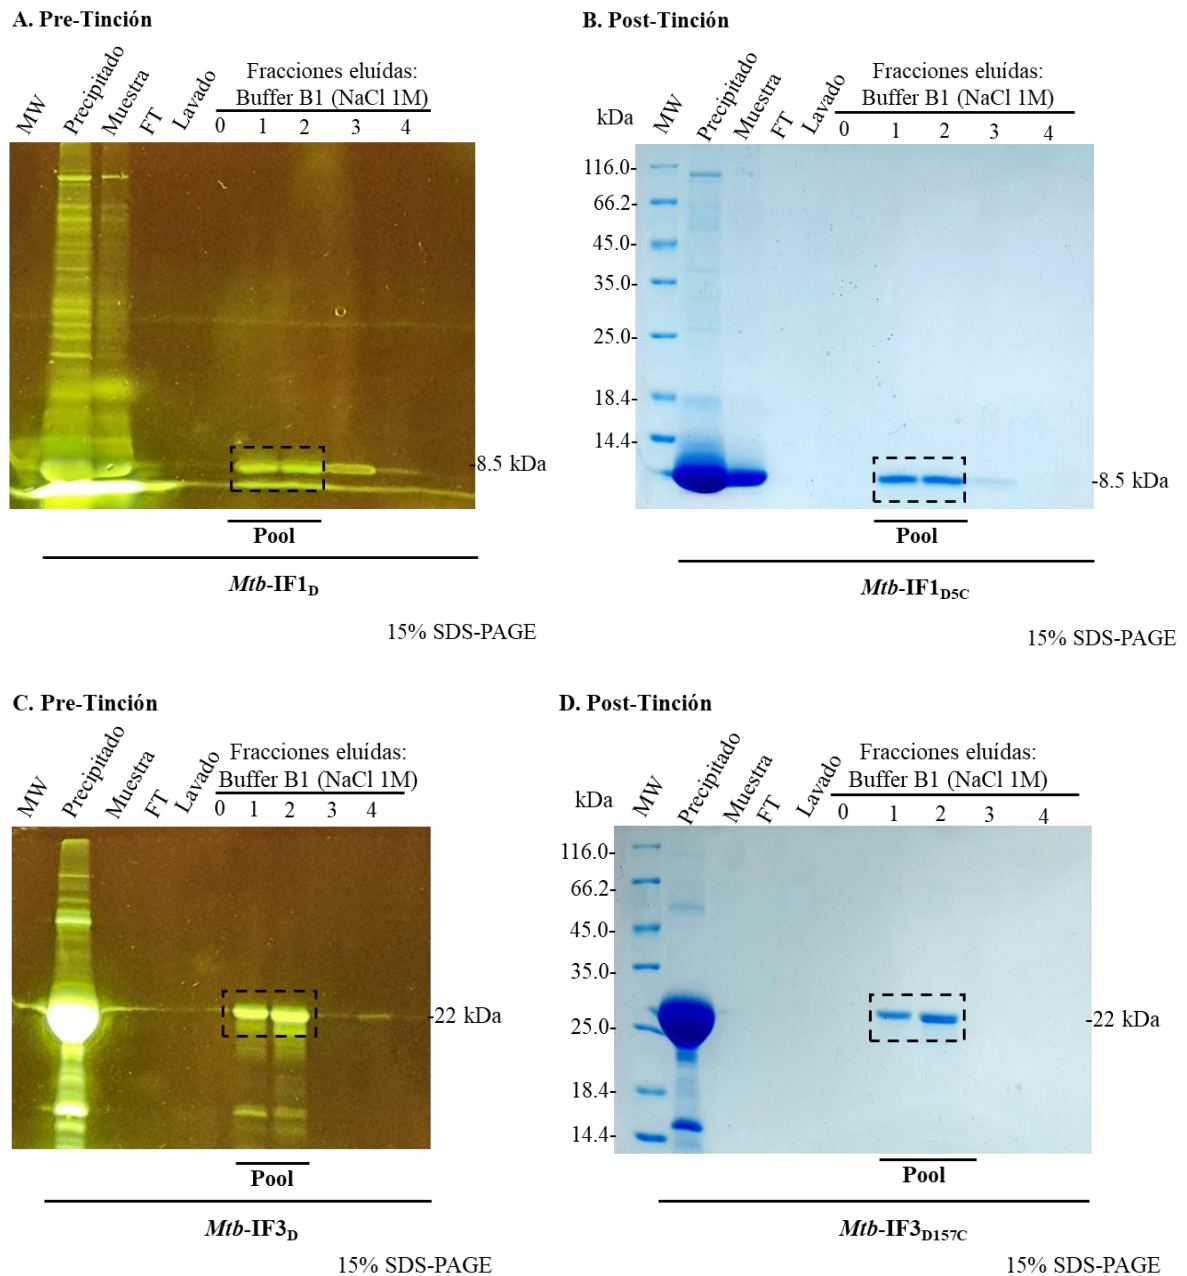 A. Pre-Tinción
MW
Precipitado
Muestra
FT
Lavado
Fracciones eluídas:
Buffer B1 (NaCl 1M)
0 1 2 3 4
-8.5 kDa
Pool
Mtb-IF1D
15% SDS-PAGE
B. Post-Tinción
kDa
MW
Precipitado
Muestra
FT
Lavado
Fracciones eluídas:
Buffer B1 (NaCl 1M)
0 1 2 3 4
116.0-
66.2-
45.0-
35.0-
25.0-
18.4-
14.4-
-8.5 kDa
Pool
Mtb-IF1D5C
15% SDS-PAGE
C. Pre-Tinción
MW
Precipitado
Muestra
FT
Lavado
Fracciones eluídas:
Buffer B1 (NaCl 1M)
0 1 2 3 4
-22 kDa
Pool
Mtb-IF3D
15% SDS-PAGE
D. Post-Tinción
kDa
MW
Precipitado
Muestra
FT
Lavado
Fracciones eluídas:
Buffer B1 (NaCl 1M)
0 1 2 3 4
116.0-
66.2-
45.0-
35.0-
25.0-
18.4-
14.4-
-22 kDa
Pool
Mtb-IF3D157C
15% SDS-PAGE